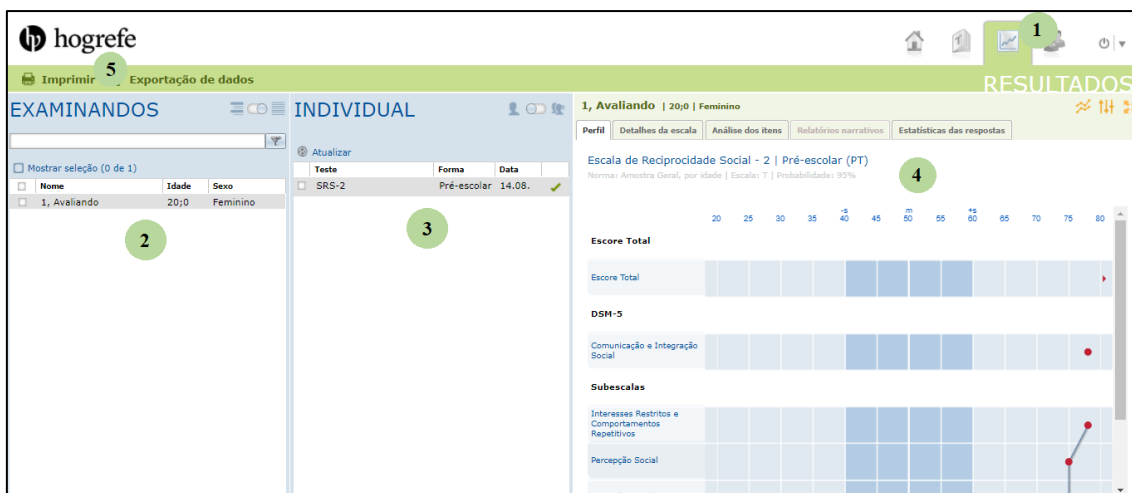 hogrefe
1
Imprimir
5
Exportação de dados
RESULTADOS
EXAMINANDOS
Mostrar seleção (0 de 1)
Nome Idade Sexo
1, Avaliando 20;0 Feminino
2
INDIVIDUAL
Atualizar
Teste Forma Data
SRS-2 Pré-escolar 14.08.
3
1, Avaliando | 20;0 | Feminino
Perfil Detalhes da escala Análise dos itens Relatórios narrativos Estatísticas das respostas
Escala de Reciprocidade Social - 2 | Pré-escolar (PT)
Norma: Amostra Geral, por idade | Escala: T | Probabilidade: 95%
4
-s m +s
20 25 30 35 40 45 50 55 60 65 70 75 80
Escore Total
Escore Total
DSM-5
Comunicação e Integração
Social
Subescalas
Interesses Restritos e
Comportamentos
Repetitivos
Percepção Social